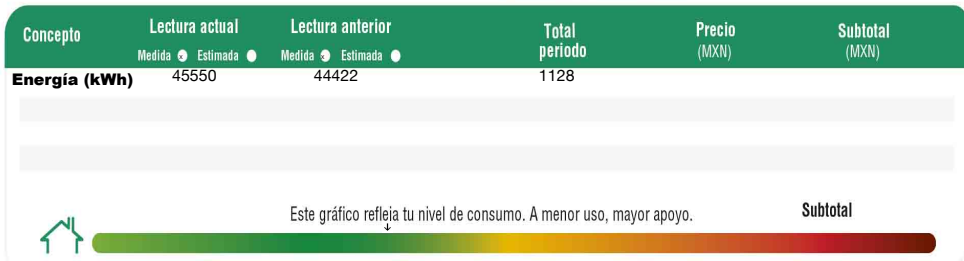 Concepto Lectura actual Lectura anterior Total periodo Precio (MXN) Subtotal (MXN)
Medida Estimada Medida Estimada
Energía (kWh) 45550 44422 1128
Este gráfico refleja tu nivel de consumo. A menor uso, mayor apoyo.
Subtotal